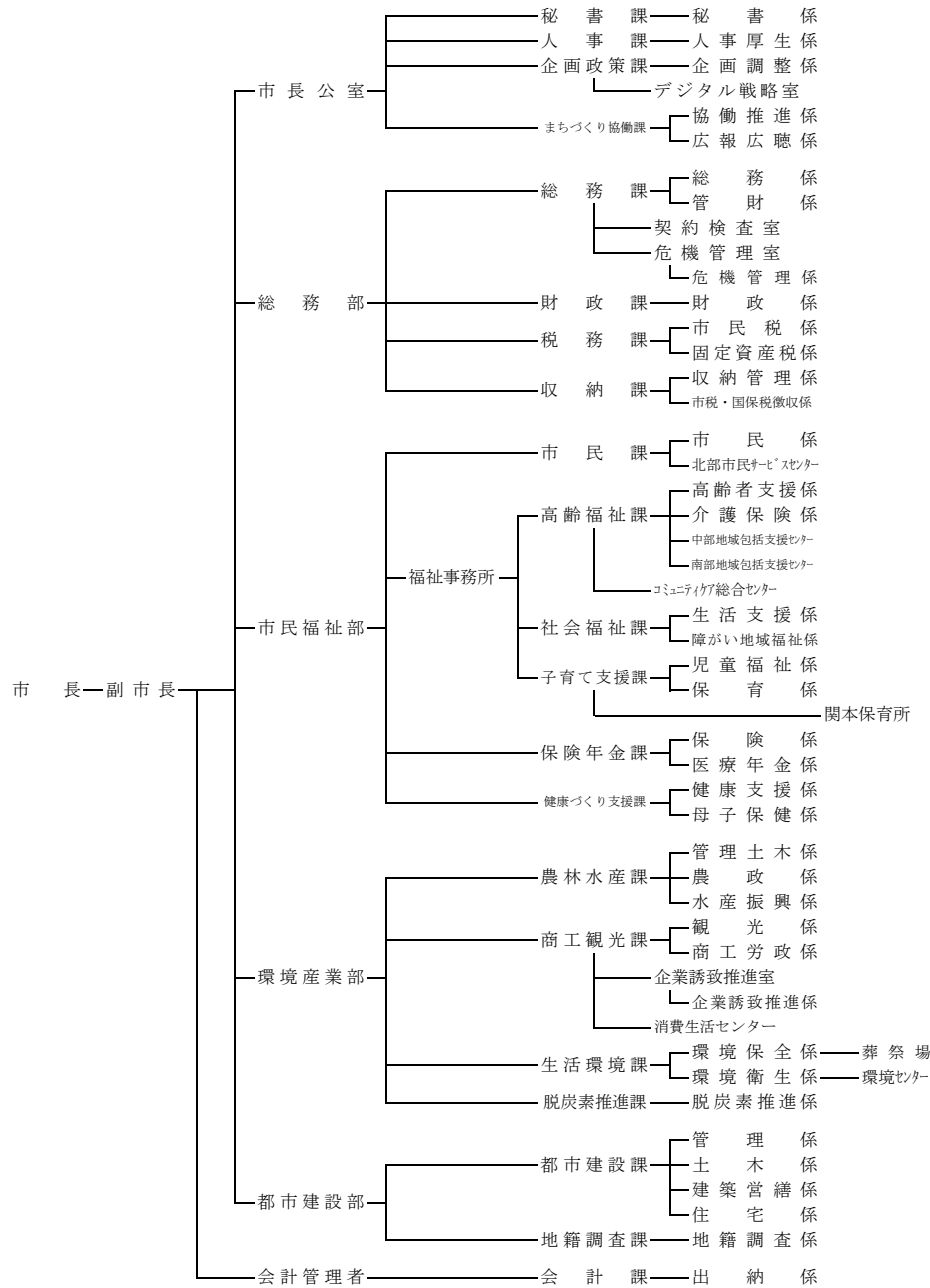 秘書課 秘書係
人事課 人事厚生係
企画政策課 企画調整係
市長公室 デジタル戦略室
まちづくり協働課 協働推進係
広報広聴係
総務課 総務係
管財係
契約検査室
危機管理室
危機管理係
総務部 財政課 財政係
税務課 市民税係
固定資産税係
収納課 収納管理係
市税・国保税徴収係
市民課 市民係
北部市民サービスセンター
高齢者支援係
高齢福祉課 介護保険係
中部地域包括支援センター
南部地域包括支援センター
福祉事務所 コミュニティケア総合センター
市民福祉部 社会福祉課 生活支援係
障がい地域福祉係
子育て支援課 児童福祉係
市長 副市長 保育係
関本保育所
保険年金課 保険係
医療年金係
健康づくり支援課 健康支援係
母子保健係
管理土木係
農林水産課 農政係
水産振興係
商工観光課 観光係
商工労政係
環境産業部 企業誘致推進室
企業誘致推進係
消費生活センター
生活環境課 環境保全係 葬祭場
環境衛生係 環境センター
脱炭素推進課 脱炭素推進係
管理係
都市建設課 土木係
都市建設部 建築営繕係
住宅係
地籍調査課 地籍調査係
会計管理者 会計課 出納係